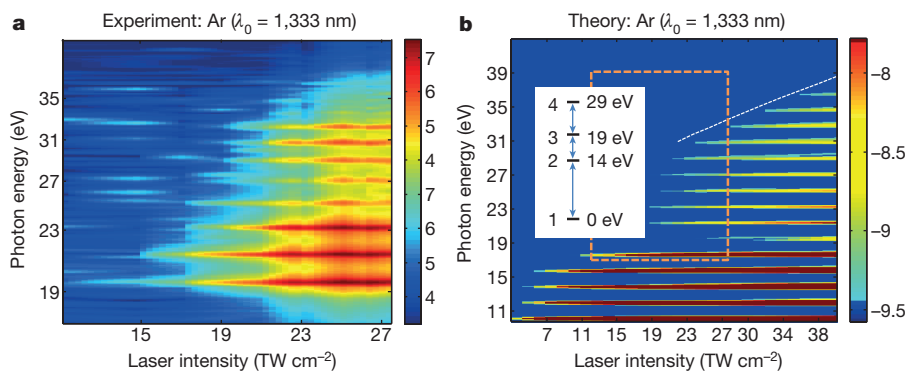 a Experiment: Ar (λ0 = 1,333 nm)
Photon energy (eV)
35
31
27
23
19
15 19 23 27
Laser intensity (TW cm−2)
7
6
5
4
b Theory: Ar (λ0 = 1,333 nm)
Photon energy (eV)
39
35
31
27
23
19
15
11
7 11 15 19 23 27 30 34 38
Laser intensity (TW cm−2)
4 29 eV
3 19 eV
2 14 eV
1 0 eV
−8
−8.5
−9
−9.5